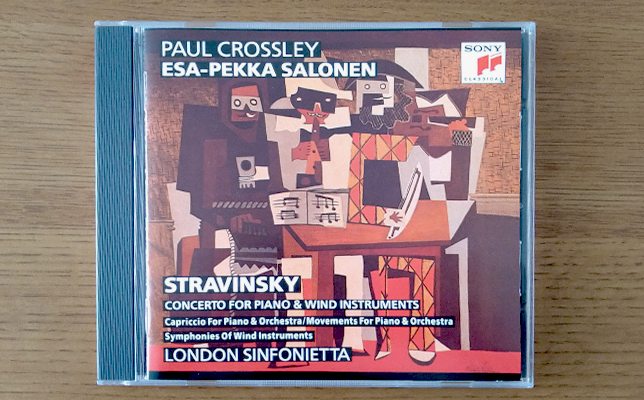 PAUL CROSSLEY
ESA-PEKKA SALONEN
SONY
CLASSICAL
STRAVINSKY
CONCERTO FOR PIANO & WIND INSTRUMENTS
Capriccio For Piano & Orchestra/Movements For Piano & Orchestra
Symphonies Of Wind Instruments
LONDON SINFONIETTA